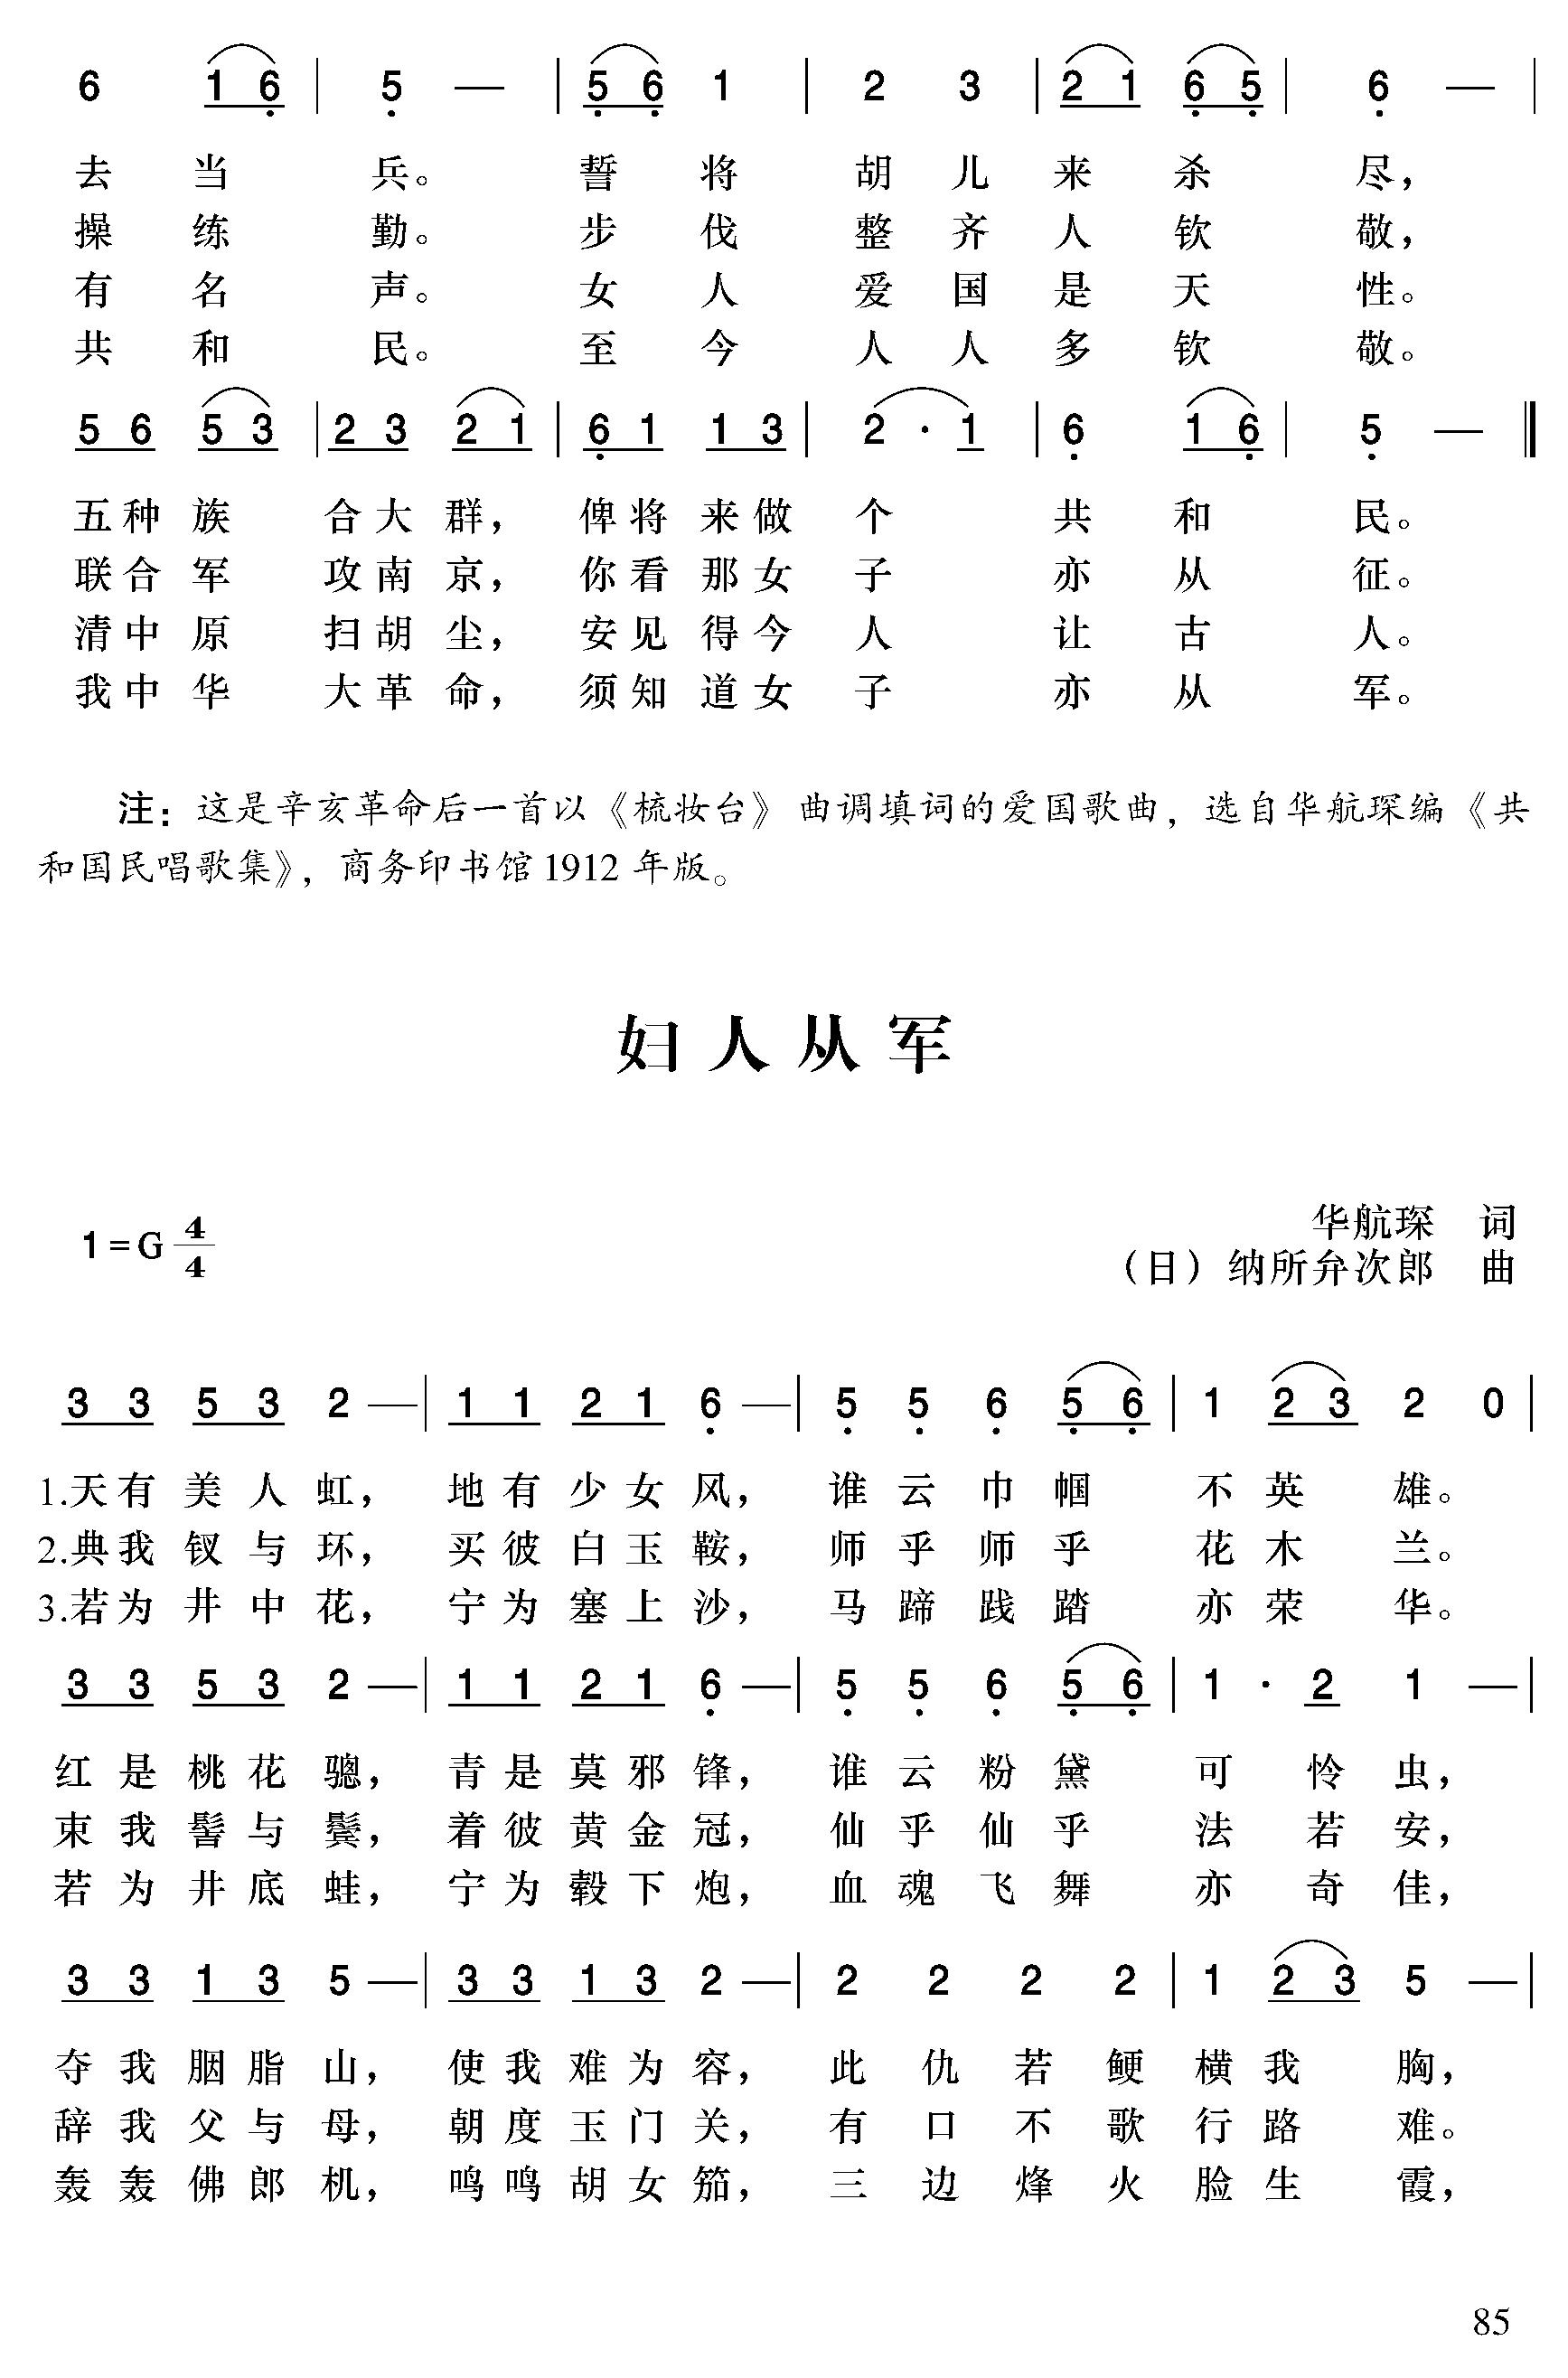 6 1 6 | 5 — | 5 6 1 | 2 3 | 2 1 6 5 | 6 — |
去 当 兵。 誓 将 胡 儿 来 杀 尽，
操 练 勤。 步 伐 整 齐 人 钦 敬，
有 名 声。 女 人 爱 国 是 天 性。
共 和 民。 至 今 人 人 多 钦 敬。
5 6 5 3 | 2 3 2 1 | 6 1 1 3 | 2 · 1 | 6 1 6 | 5 — ‖
五 种 族 合 大 群， 俾 将 来 做 个 共 和 民。
联 合 军 攻 南 京， 你 看 那 女 子 亦 从 征。
清 中 原 扫 胡 尘， 安 见 得 今 人 让 古 人。
我 中 华 大 革 命， 须 知 道 女 子 亦 从 军。
注：这是辛亥革命后一首以《梳妆台》曲调填词的爱国歌曲，选自华航琛编《共
和国民唱歌集》，商务印书馆1912年版。
妇人从军
1=G 4/4
华航琛 词
（日）纳所弁次郎 曲
3 3 5 3 2 — | 1 1 2 1 6 — | 5 5 6 5 6 | 1 2 3 2 0 |
1.天 有 美 人 虹， 地 有 少 女 风， 谁 云 巾 帼 不 英 雄。
2.典 我 钗 与 环， 买 彼 白 玉 鞍， 师 乎 师 乎 花 木 兰。
3.若 为 井 中 花， 宁 为 塞 上 沙， 马 蹄 践 踏 亦 荣 华。
3 3 5 3 2 — | 1 1 2 1 6 — | 5 5 6 5 6 | 1 · 2 1 — |
红 是 桃 花 骢， 青 是 莫 邪 锋， 谁 云 粉 黛 可 怜 虫，
束 我 髻 与 鬓， 着 彼 黄 金 冠， 仙 乎 仙 乎 法 若 安，
若 为 井 底 蛙， 宁 为 毂 下 炮， 血 魂 飞 舞 亦 奇 佳，
3 3 1 3 5 — | 3 3 1 3 2 — | 2 2 2 2 | 1 2 3 5 — |
夺 我 胭 脂 山， 使 我 难 为 容， 此 仇 若 鲠 横 我 胸，
辞 我 父 与 母， 朝 度 玉 门 关， 有 口 不 歌 行 路 难。
轰 轰 佛 郎 机， 鸣 鸣 胡 女 笳， 三 边 烽 火 脸 生 霞，
85